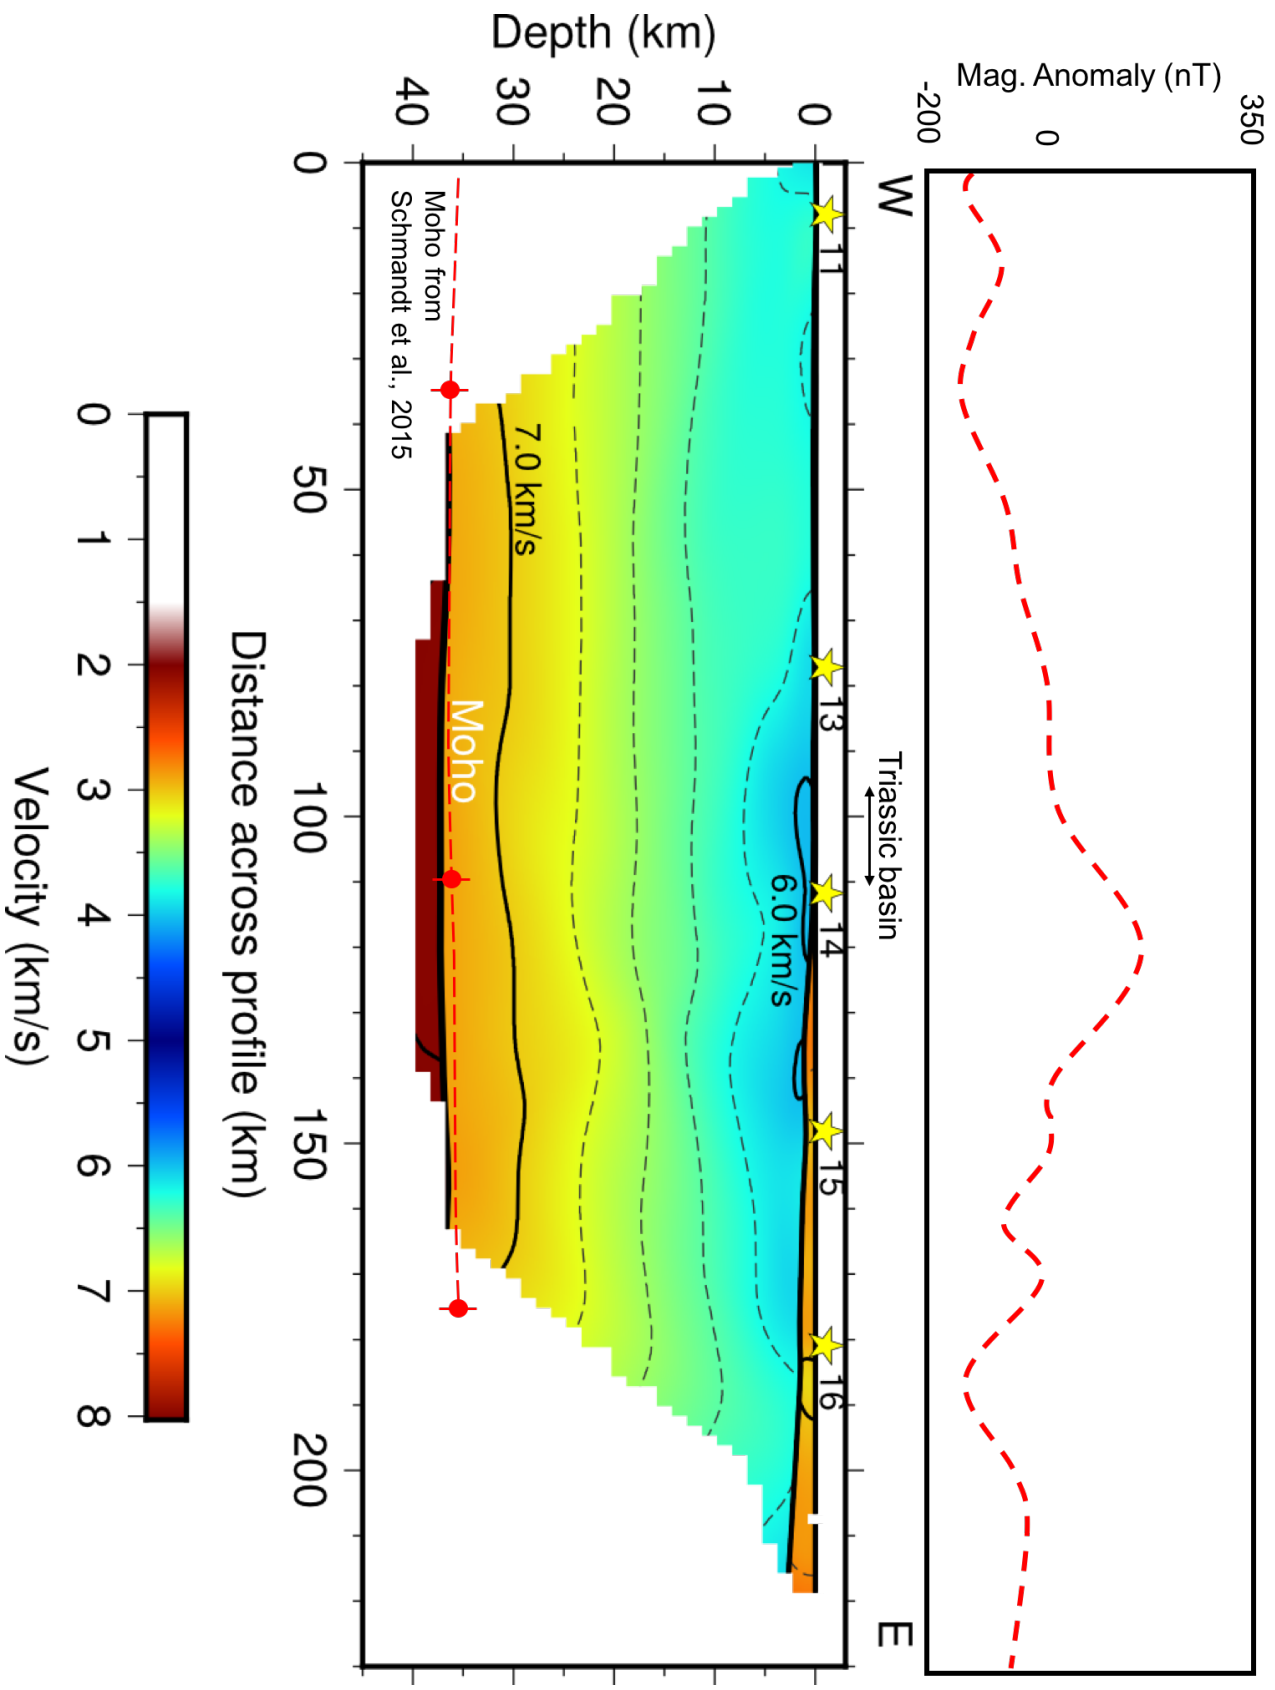 Mag. Anomaly (nT)
350
0
-200
W
E
Triassic basin
11
13
14
15
16
6.0 km/s
7.0 km/s
Moho
Moho from
Schmandt et al., 2015
Depth (km)
0
10
20
30
40
0
50
100
150
200
Distance across profile (km)
0
1
2
3
4
5
6
7
8
Velocity (km/s)